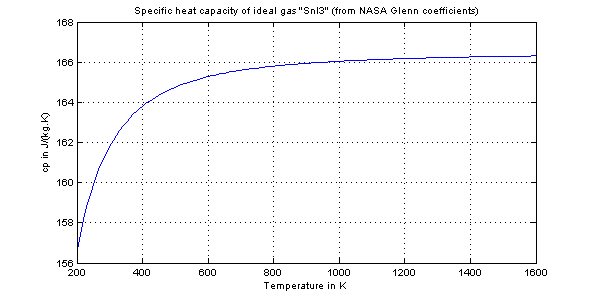 Specific heat capacity of ideal gas "SnI3" (from NASA Glenn coefficients)
168
166
164
162
160
158
156
cp in J/(kg.K)
200 400 600 800 1000 1200 1400 1600
Temperature in K